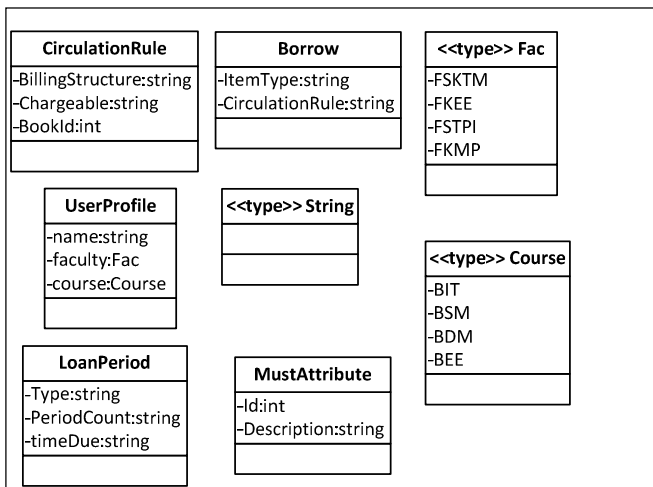 CirculationRule
-BillingStructure:string
-Chargeable:string
-BookId:int
Borrow
-ItemType:string
-CirculationRule:string
<<type>> Fac
-FSKTM
-FKEE
-FSTPI
-FKMP
UserProfile
-name:string
-faculty:Fac
-course:Course
<<type>> String
<<type>> Course
-BIT
-BSM
-BDM
-BEE
LoanPeriod
-Type:string
-PeriodCount:string
-timeDue:string
MustAttribute
-Id:int
-Description:string